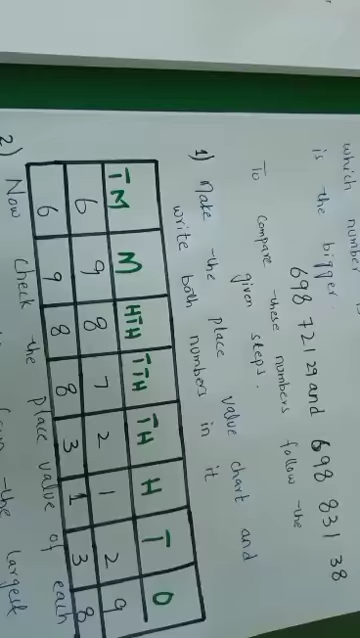 which number
is the bigger.
698 72129 and 698 831 38
To compare these numbers follow the
given steps.
1) Make the place value chart and
write both numbers in it
TM M HTH TTH TH H T O
6 9 8 7 2 1 2 9
6 9 8 8 3 1 3 8
2) Now check the place value of each
the largest